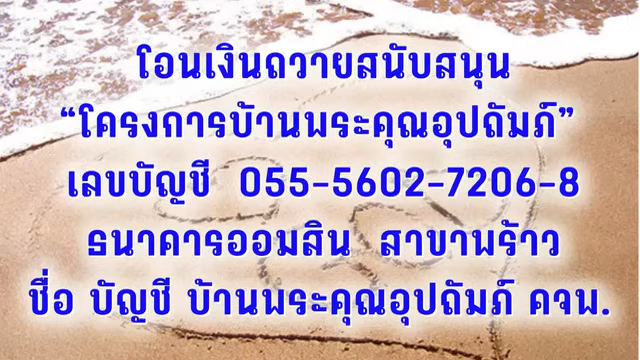 โอนเงินถวายสนับสนุน
“โครงการบ้านพระคุณอุปถัมภ์”
เลขบัญชี 055-5602-7206-8
ธนาคารออมสิน สาขาพร้าว
ชื่อ บัญชี บ้านพระคุณอุปถัมภ์ คจพ.